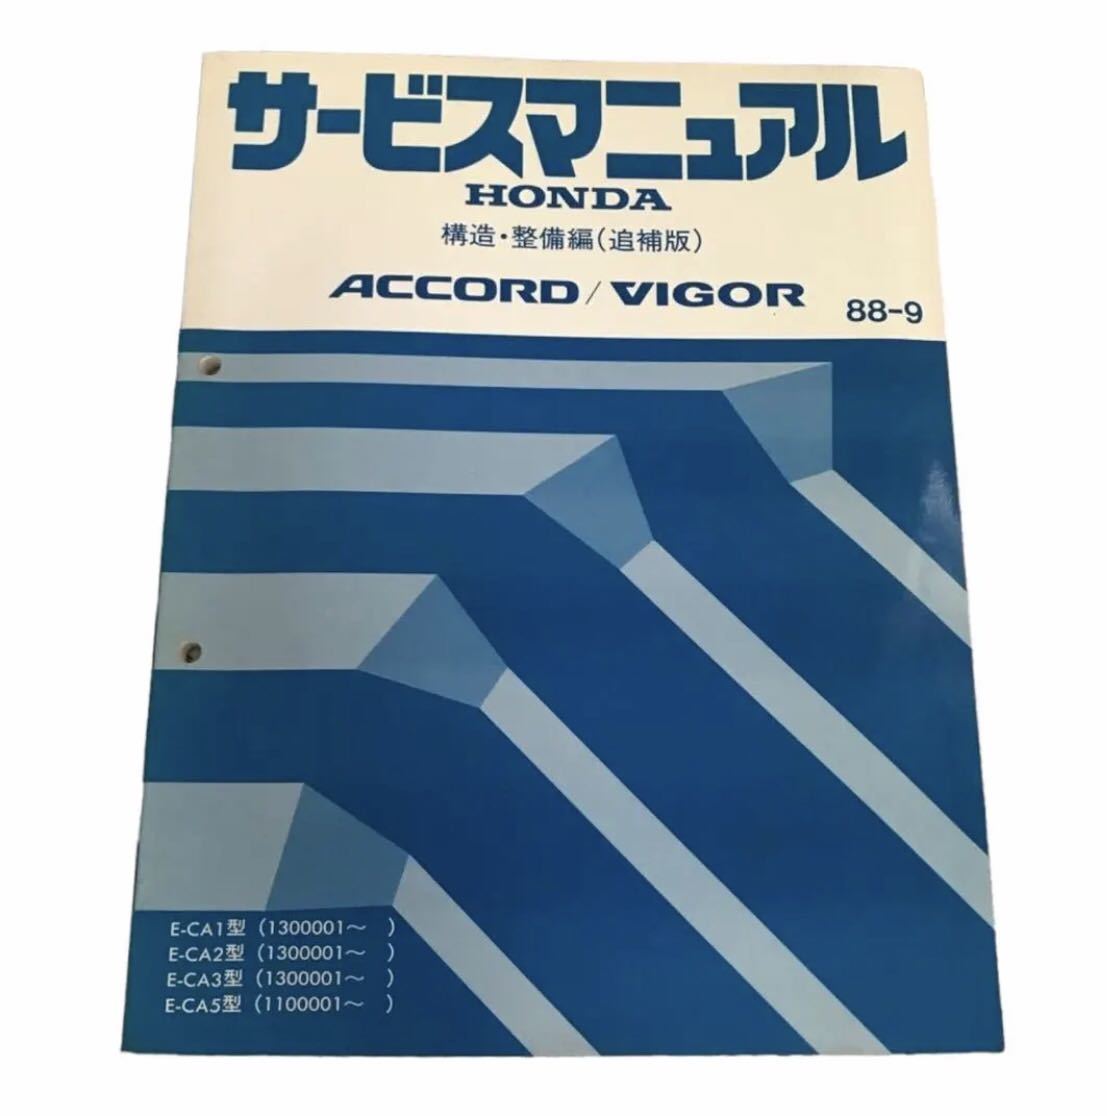 サービスマニュアル
HONDA
構造・整備編(追補版)
ACCORD/VIGOR 88-9
E-CA1型 (1300001〜 )
E-CA2型 (1300001〜 )
E-CA3型 (1300001〜 )
E-CA5型 (1100001〜 )